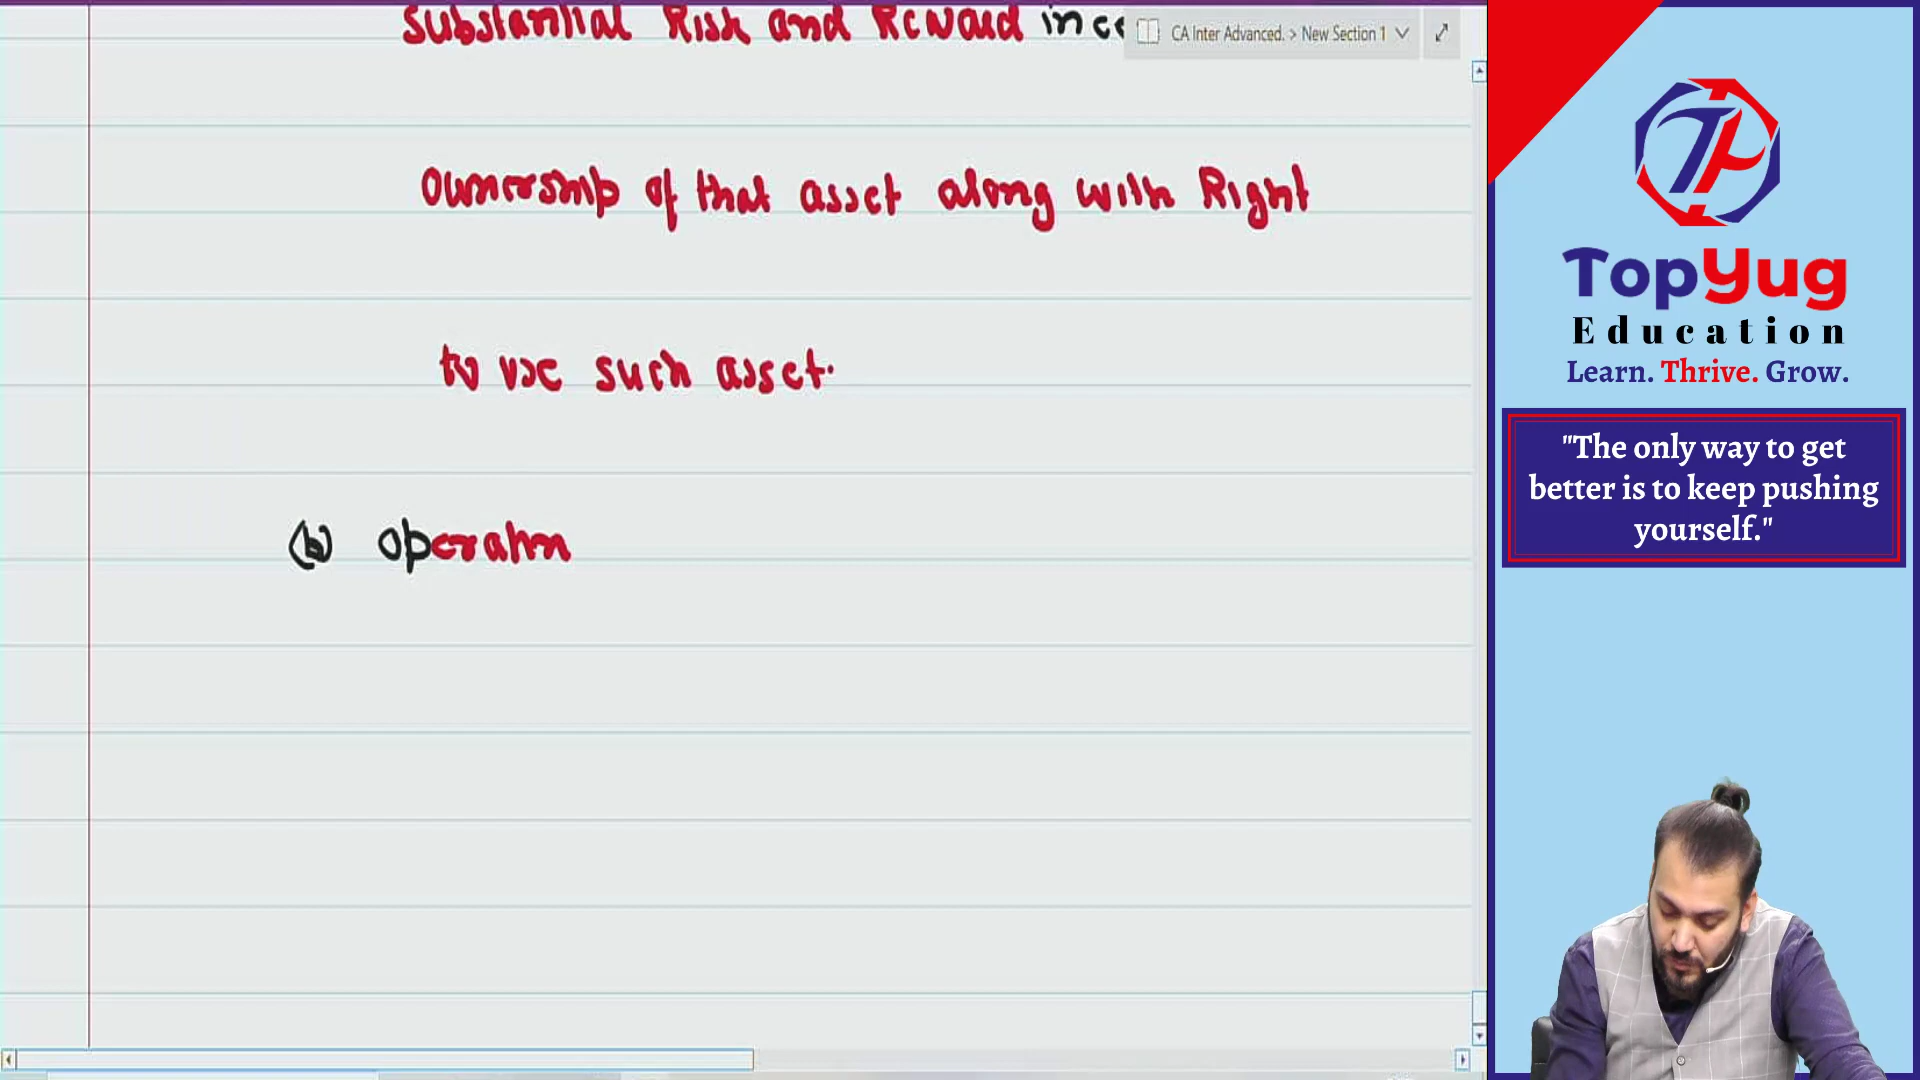 Substantial Risk and Reward in
CA Inter Advanced. > New Section 1
ownership of that asset along with Right
to use such asset.
(b) operatin
TopYug
Education
Learn. Thrive. Grow.
"The only way to get
better is to keep pushing
yourself."